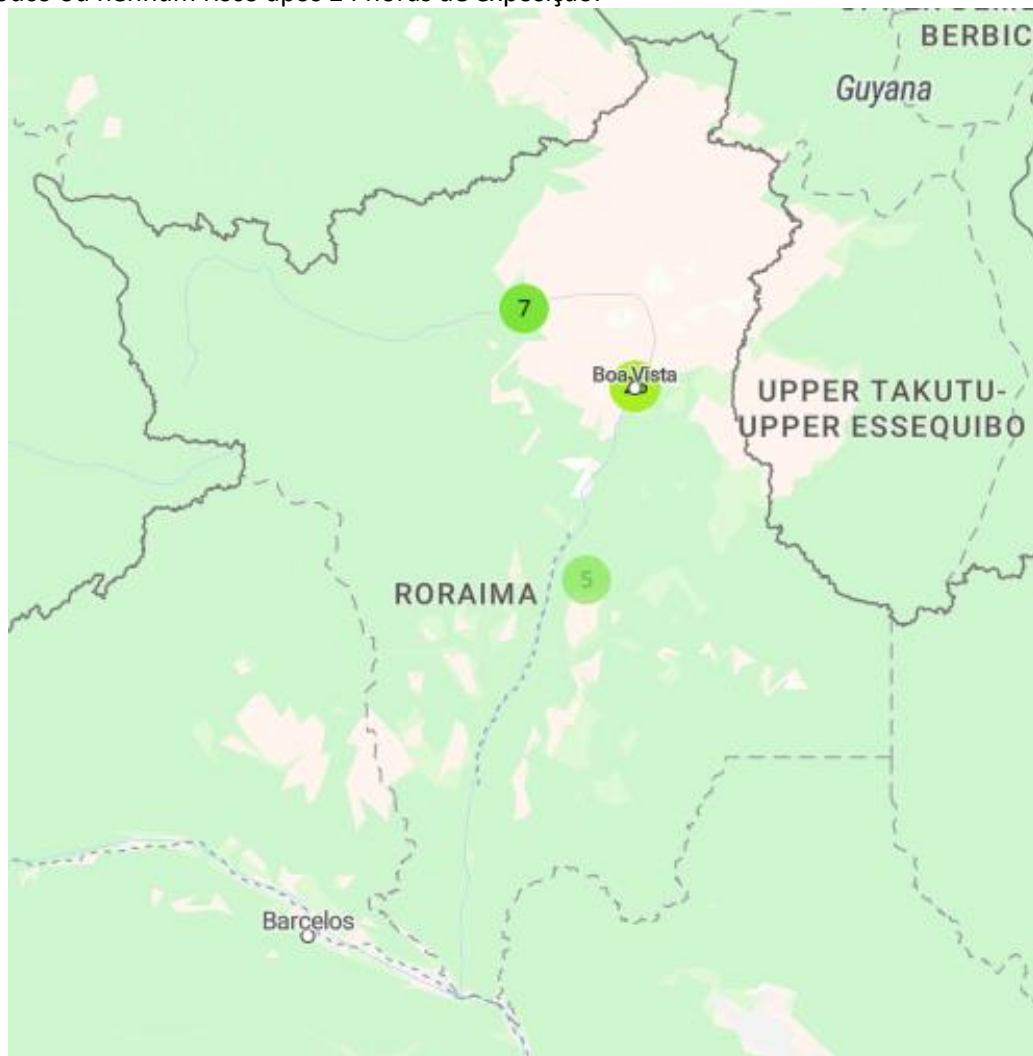 BERBIC
Guyana
7
Boa Vista
UPPER TAKUTU-
UPPER ESSEQUIBO
5
RORAIMA
Barcelos